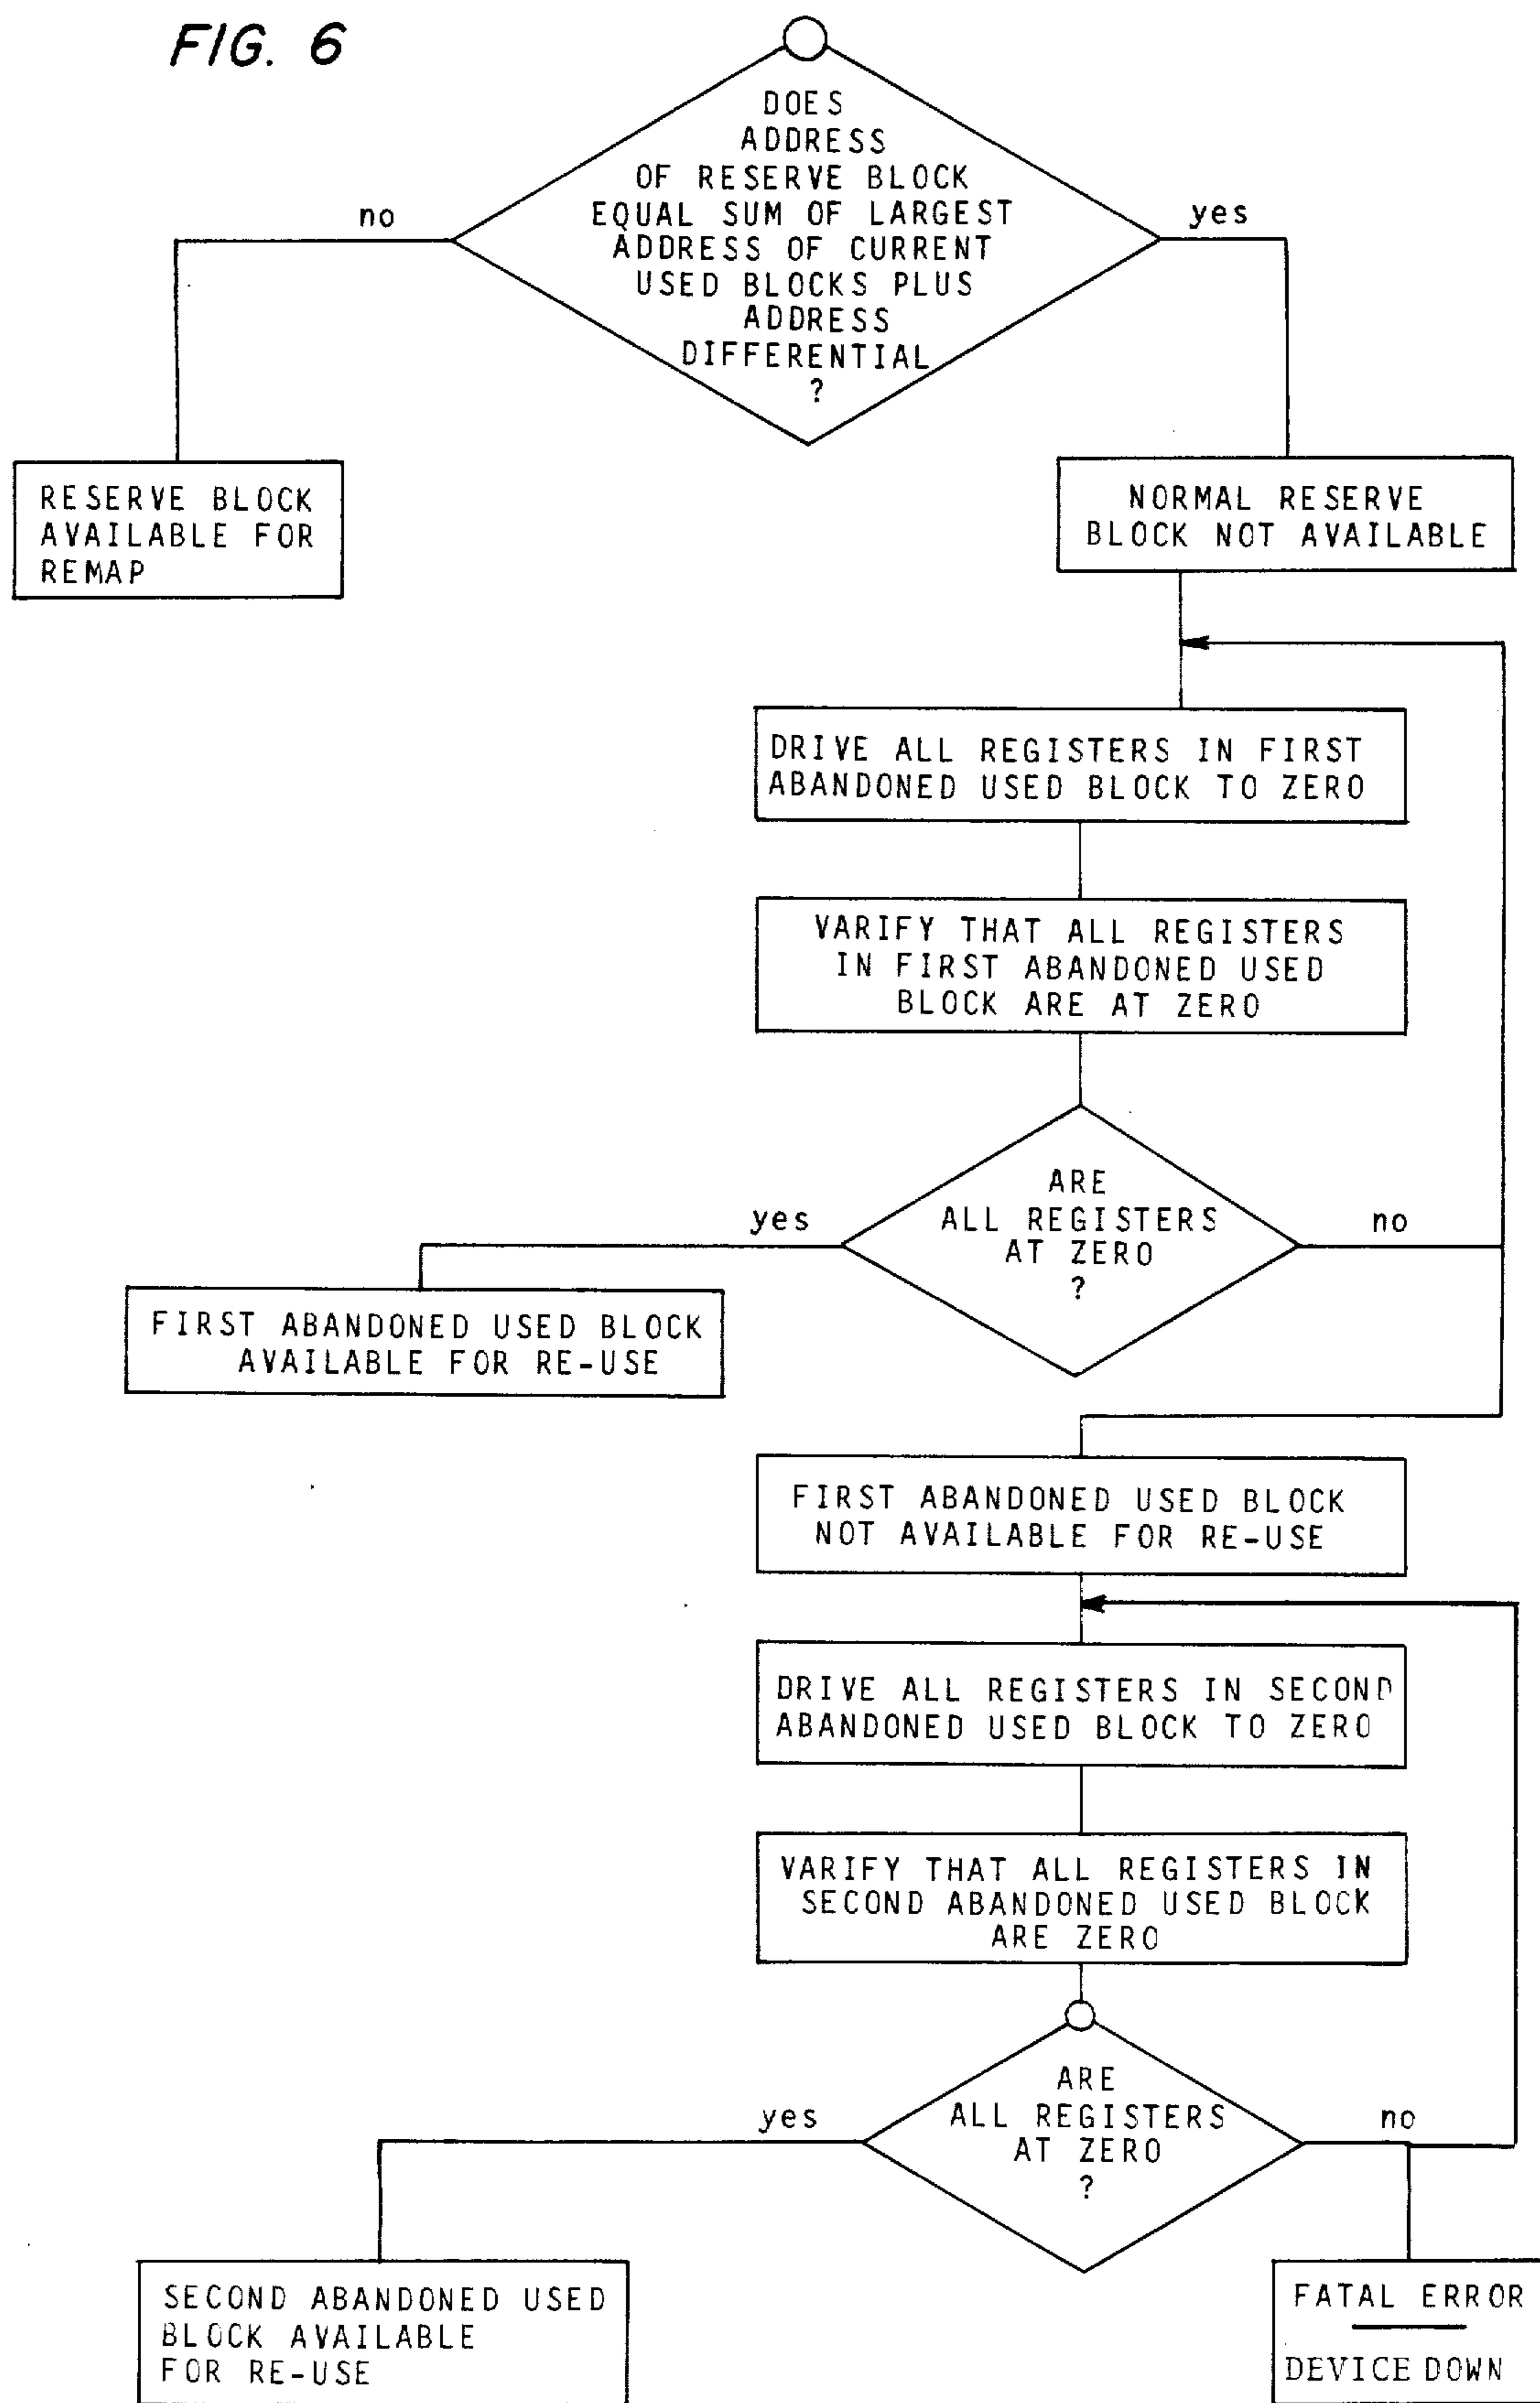 FIG. 6
DOES
ADDRESS
OF RESERVE BLOCK
EQUAL SUM OF LARGEST
ADDRESS OF CURRENT
USED BLOCKS PLUS
ADDRESS
DIFFERENTIAL
?
no
yes
RESERVE BLOCK
AVAILABLE FOR
REMAP
NORMAL RESERVE
BLOCK NOT AVAILABLE
DRIVE ALL REGISTERS IN FIRST
ABANDONED USED BLOCK TO ZERO
VARIFY THAT ALL REGISTERS
IN FIRST ABANDONED USED
BLOCK ARE AT ZERO
ARE
ALL REGISTERS
AT ZERO
?
yes
no
FIRST ABANDONED USED BLOCK
AVAILABLE FOR RE-USE
FIRST ABANDONED USED BLOCK
NOT AVAILABLE FOR RE-USE
DRIVE ALL REGISTERS IN SECOND
ABANDONED USED BLOCK TO ZERO
VARIFY THAT ALL REGISTERS IN
SECOND ABANDONED USED BLOCK
ARE ZERO
ARE
ALL REGISTERS
AT ZERO
?
yes
no
SECOND ABANDONED USED
BLOCK AVAILABLE
FOR RE-USE
FATAL ERROR
DEVICE DOWN